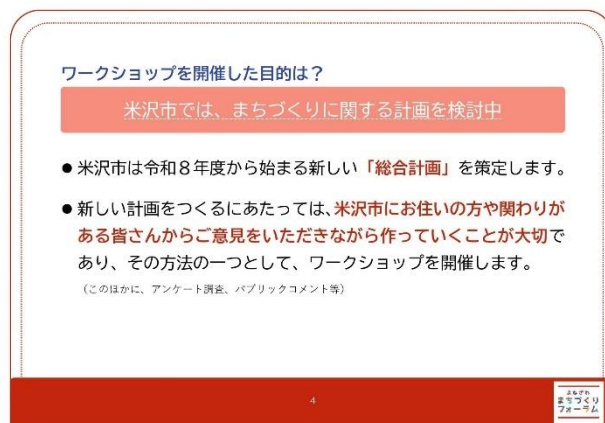 ワークショップを開催した目的は？
米沢市では、まちづくりに関する計画を検討中
● 米沢市は令和８年度から始まる新しい「総合計画」を策定します。
● 新しい計画をつくるにあたっては、米沢市にお住いの方や関わりが
ある皆さんからご意見をいただきながら作っていくことが大切で
あり、その方法の一つとして、ワークショップを開催します。
（このほかに、アンケート調査、パブリックコメント等）
4
よねざわ
まちづくり
フォーラム